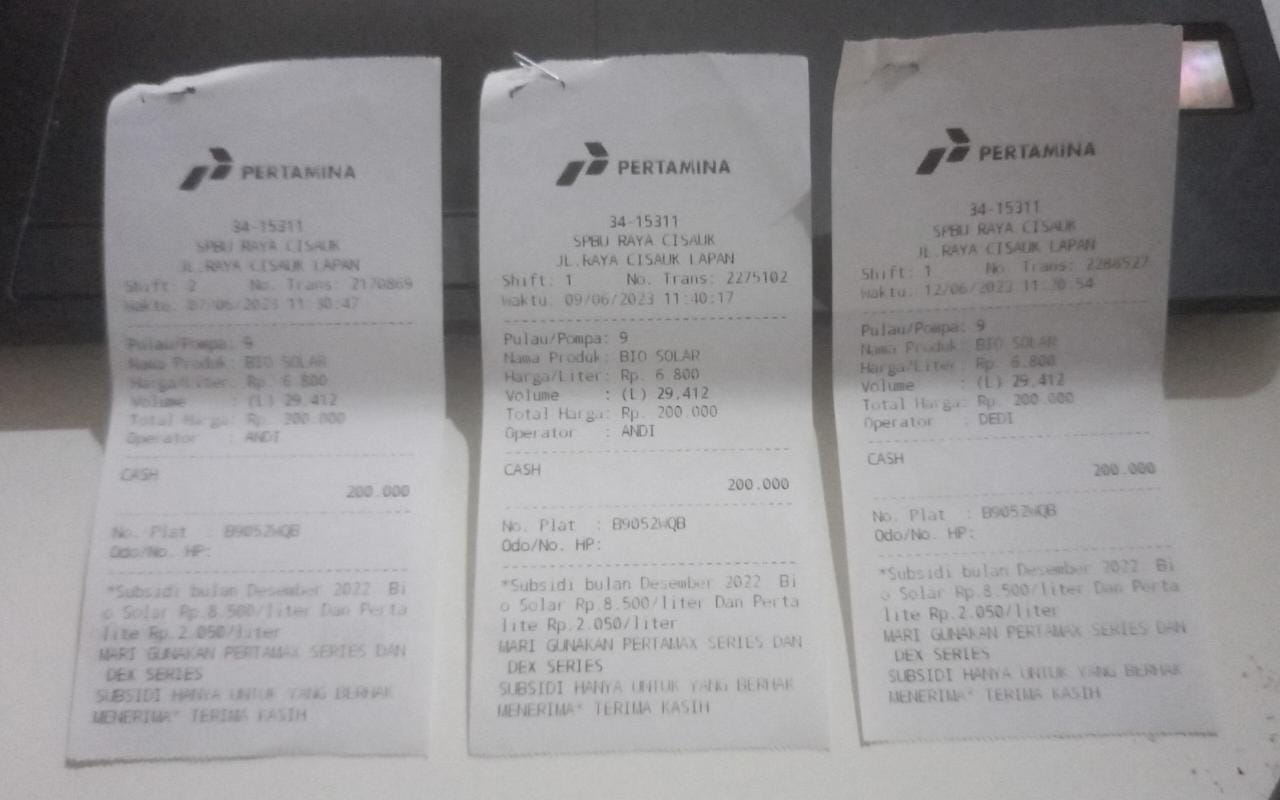 PERTAMINA
34-15311
SPBU RAYA CISAUK
JL.RAYA CISAUK LAPAN
Shift: 2 No. Trans: 2170869
Waktu: 07/06/2023 11:30:47
Pulau/Pompa: 9
Nama Produk: BIO SOLAR
Harga/Liter: Rp. 6.800
Volume : (L) 29,412
Total Harga: Rp. 200.000
Operator : ANDI
CASH
200.000
No. Plat : B9052WQB
Odo/No. HP:
*Subsidi bulan Desember 2022 Bi
o Solar Rp.8.500/liter Dan Perta
lite Rp.2.050/liter
MARI GUNAKAN PERTAMAX SERIES DAN
DEX SERIES
SUBSIDI HANYA UNTUK YANG BERHAK
MENERIMA* TERIMA KASIH
PERTAMINA
34-15311
SPBU RAYA CISAUK
JL.RAYA CISAUK LAPAN
Shift: 1 No. Trans: 2275102
Waktu: 09/06/2023 11:40:17
Pulau/Pompa: 9
Nama Produk: BIO SOLAR
Harga/Liter: Rp. 6.800
Volume : (L) 29,412
Total Harga: Rp. 200.000
Operator : ANDI
CASH
200.000
No. Plat : B9052WQB
Odo/No. HP:
*Subsidi bulan Desember 2022 Bi
o Solar Rp.8.500/liter Dan Perta
lite Rp.2.050/liter
MARI GUNAKAN PERTAMAX SERIES DAN
DEX SERIES
SUBSIDI HANYA UNTUK YANG BERHAK
MENERIMA* TERIMA KASIH
PERTAMINA
34-15311
SPBU RAYA CISAUK
JL.RAYA CISAUK LAPAN
Shift: 1 No. Trans: 2288527
Waktu: 12/06/2023
Pulau/Pompa: 9
Nama Produk: BIO SOLAR
Harga/Liter: Rp. 6.800
Volume : (L) 29,412
Total Harga: Rp. 200.000
Operator : DEDI
CASH
200.000
No. Plat : B9052WQB
Odo/No. HP:
*Subsidi bulan Desember 2022 Bi
o Solar Rp.8.500/liter Dan Perta
lite Rp.2.050/liter
MARI GUNAKAN PERTAMAX SERIES DAN
DEX SERIES
SUBSIDI HANYA UNTUK YANG BERHAK
MENERIMA* TERIMA KASIH